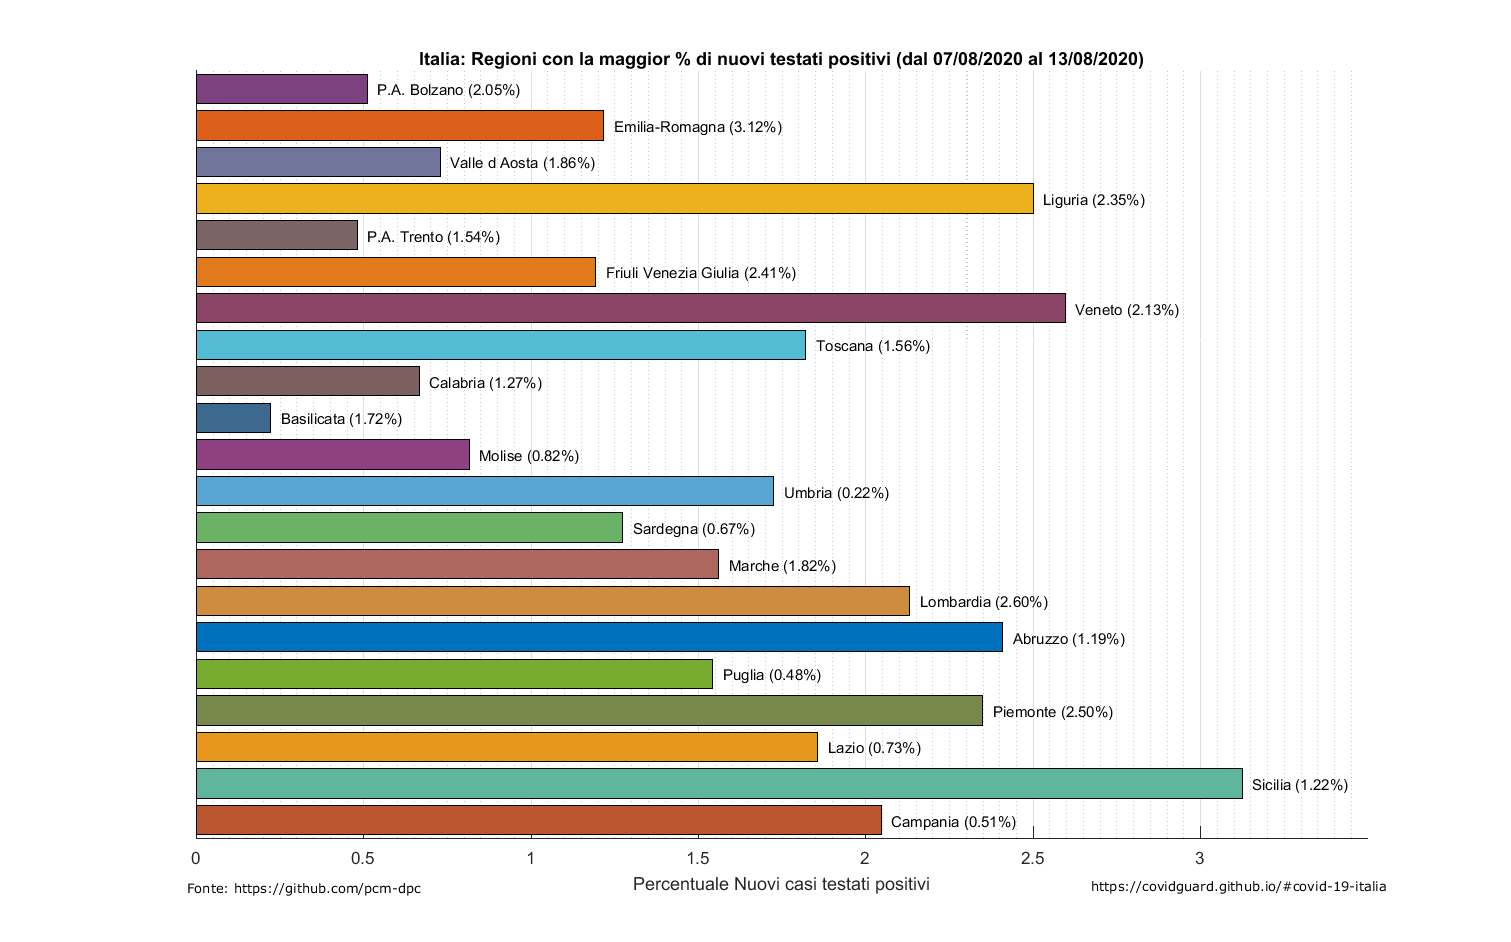 Italia: Regioni con la maggior % di nuovi testati positivi (dal 07/08/2020 al 13/08/2020)
P.A. Bolzano (2.05%)
Emilia-Romagna (3.12%)
Valle d Aosta (1.86%)
Liguria (2.35%)
P.A. Trento (1.54%)
Friuli Venezia Giulia (2.41%)
Veneto (2.13%)
Toscana (1.56%)
Calabria (1.27%)
Basilicata (1.72%)
Molise (0.82%)
Umbria (0.22%)
Sardegna (0.67%)
Marche (1.82%)
Lombardia (2.60%)
Abruzzo (1.19%)
Puglia (0.48%)
Piemonte (2.50%)
Lazio (0.73%)
Sicilia (1.22%)
Campania (0.51%)
0 0.5 1 1.5 2 2.5 3
Percentuale Nuovi casi testati positivi
Fonte: https://github.com/pcm-dpc
https://covidguard.github.io/#covid-19-italia